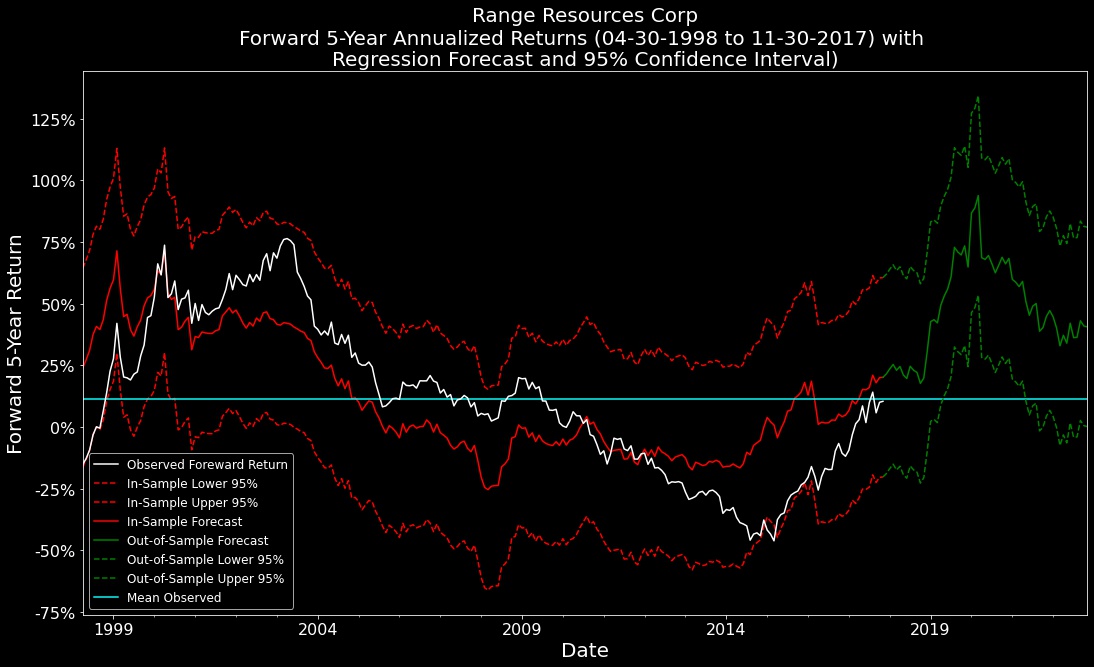 Range Resources Corp
Forward 5-Year Annualized Returns (04-30-1998 to 11-30-2017) with
Regression Forecast and 95% Confidence Interval)
Forward 5-Year Return
125%
100%
75%
50%
25%
0%
-25%
-50%
-75%
Observed Foreward Return
In-Sample Lower 95%
In-Sample Upper 95%
In-Sample Forecast
Out-of-Sample Forecast
Out-of-Sample Lower 95%
Out-of-Sample Upper 95%
Mean Observed
1999
2004
2009
2014
2019
Date